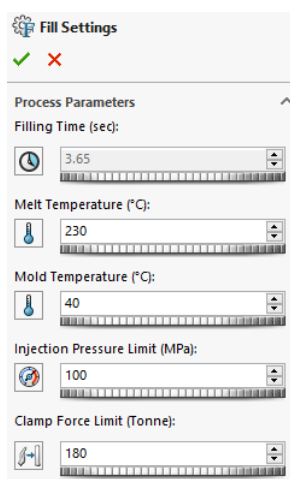 Fill Settings
Process Parameters
Filling Time (sec):
3.65
Melt Temperature (°C):
230
Mold Temperature (°C):
40
Injection Pressure Limit (MPa):
100
Clamp Force Limit (Tonne):
180